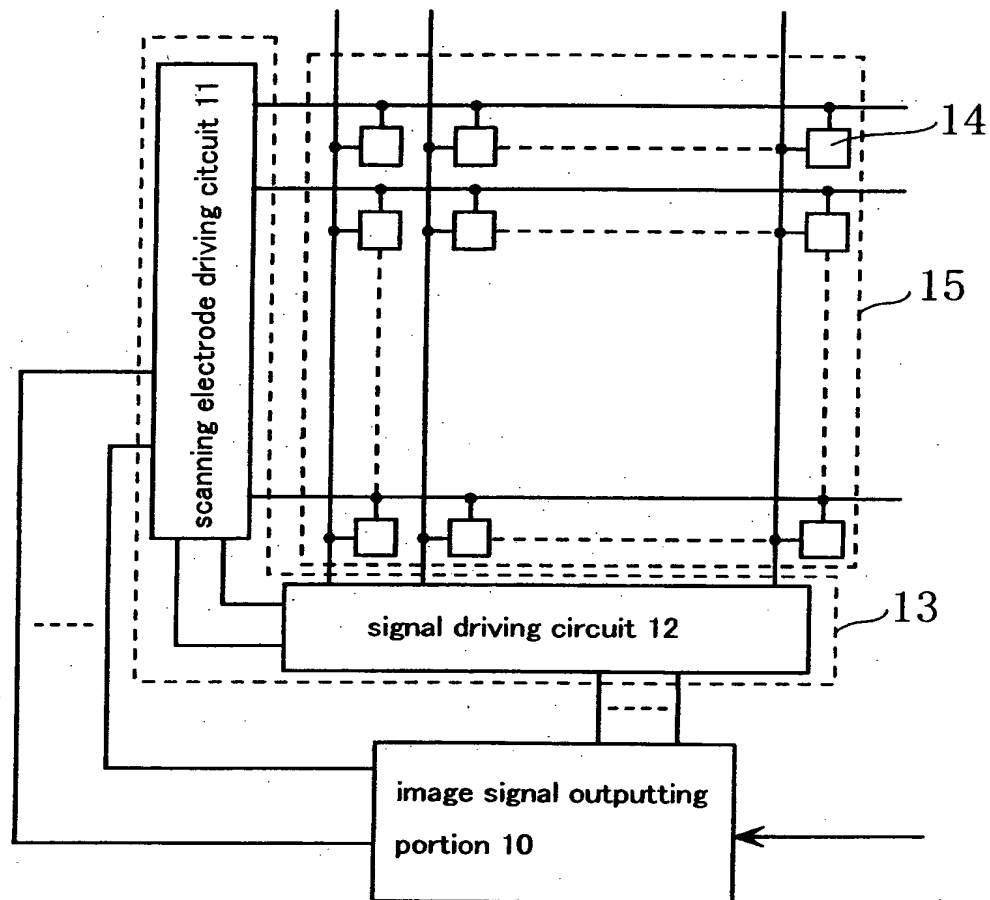 scanning electrode driving citcuit 11
14
15
13
signal driving circuit 12
image signal outputting
portion 10